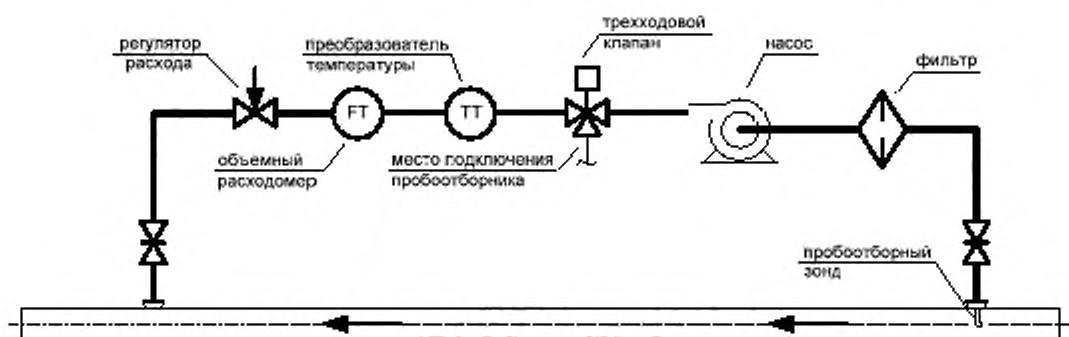 регулятор
расхода
преобразователь
температуры
трехходовой
клапан
насос
фильтр
FT
TT
объемный
расходомер
место подключения
пробоотборника
пробоотборный
зонд